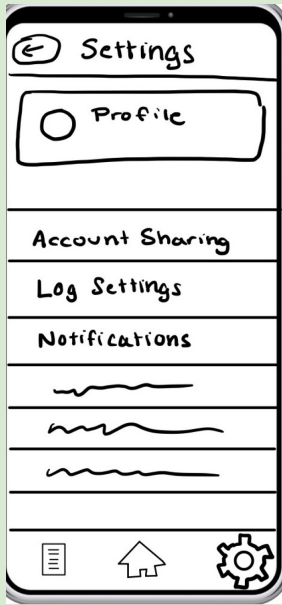 Settings
Profile
Account Sharing
Log Settings
Notifications